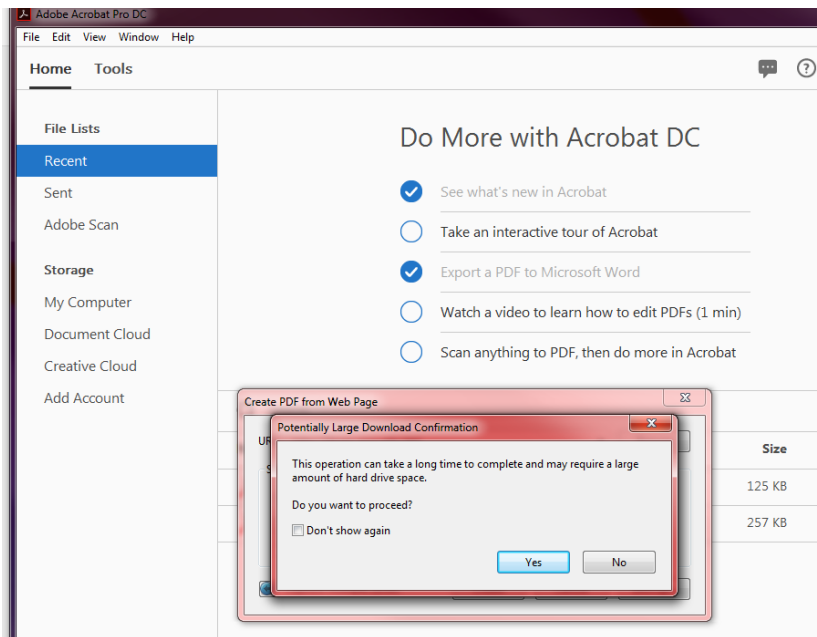 Adobe Acrobat Pro DC
File Edit View Window Help
Home Tools
File Lists
Recent
Sent
Adobe Scan
Storage
My Computer
Document Cloud
Creative Cloud
Add Account
Do More with Acrobat DC
See what's new in Acrobat
Take an interactive tour of Acrobat
Export a PDF to Microsoft Word
Watch a video to learn how to edit PDFs (1 min)
Scan anything to PDF, then do more in Acrobat
Create PDF from Web Page
Potentially Large Download Confirmation
This operation can take a long time to complete and may require a large
amount of hard drive space.
Do you want to proceed?
Don't show again
Yes No
Size
125 KB
257 KB